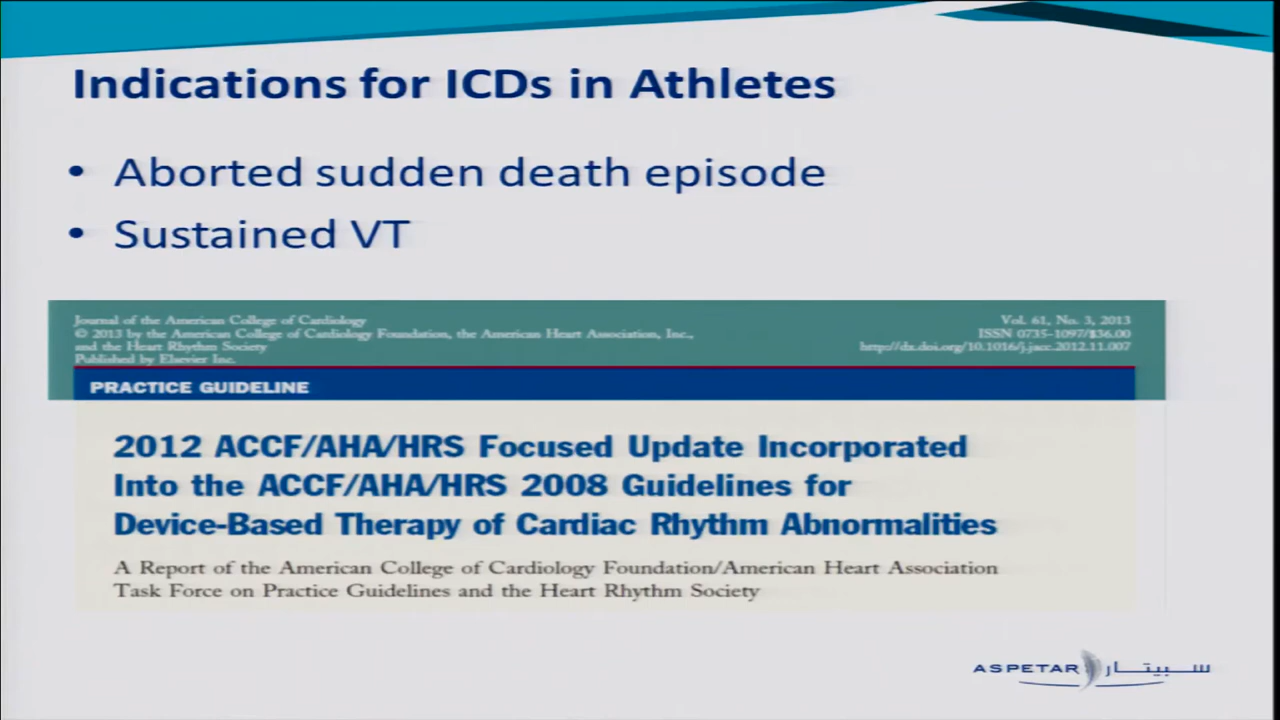 Indications for ICDs in Athletes
• Aborted sudden death episode
• Sustained VT
Journal of the American College of Cardiology
© 2013 by the American College of Cardiology Foundation, the American Heart Association, Inc.,
and the Heart Rhythm Society
Published by Elsevier Inc.
Vol. 61, No. 3, 2013
ISSN 0735-1097/$36.00
http://dx.doi.org/10.1016/j.jacc.2012.11.007
PRACTICE GUIDELINE
2012 ACCF/AHA/HRS Focused Update Incorporated
Into the ACCF/AHA/HRS 2008 Guidelines for
Device-Based Therapy of Cardiac Rhythm Abnormalities
A Report of the American College of Cardiology Foundation/American Heart Association
Task Force on Practice Guidelines and the Heart Rhythm Society
ASPETAR سبيتار